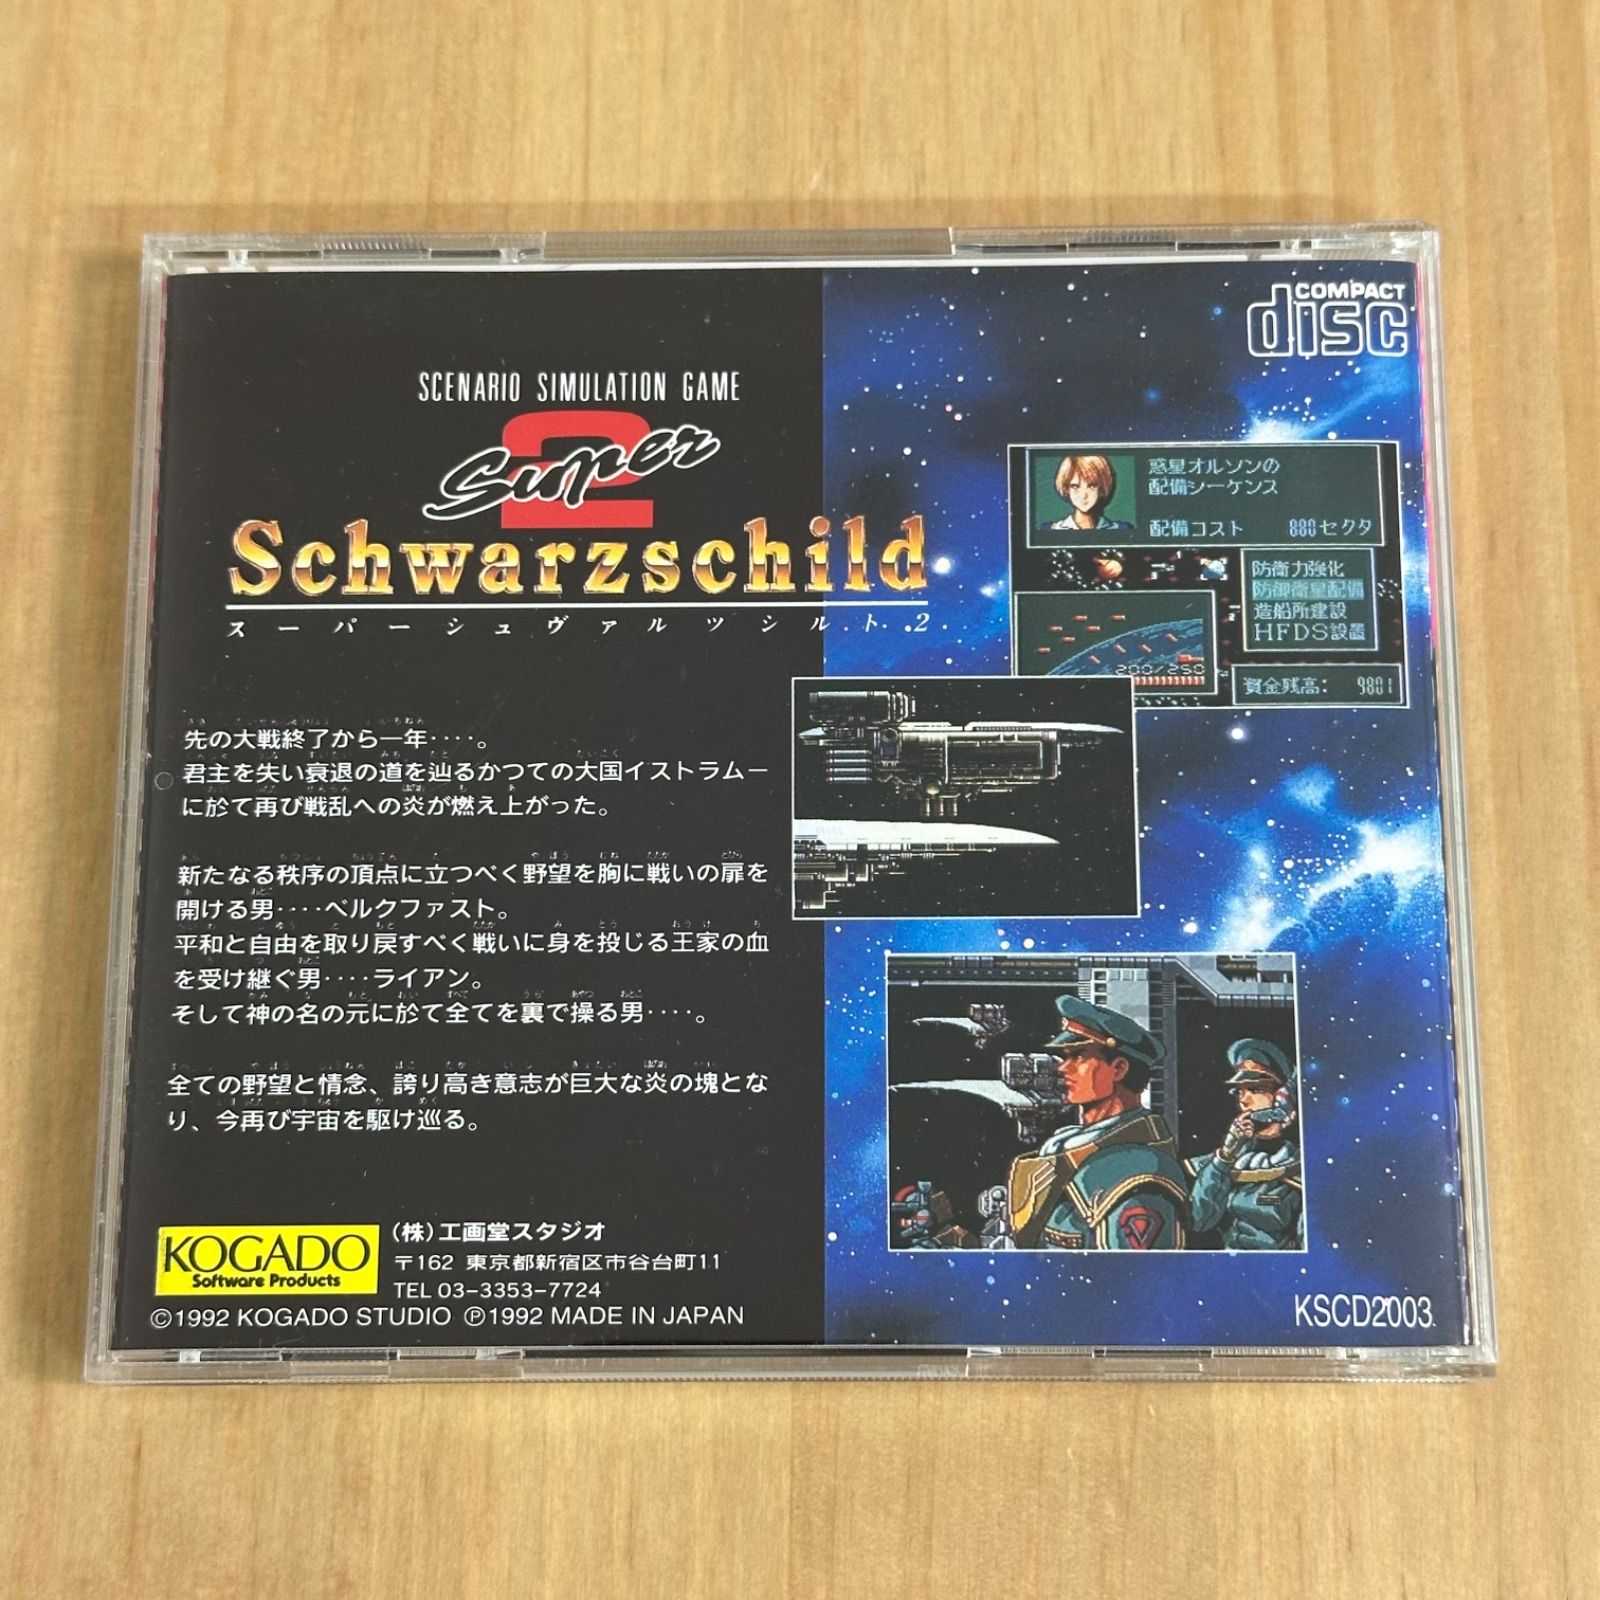 COMPACT
disc
SCENARIO SIMULATION GAME
2
Super
Schwarzschild
スーパーシュヴァルツシルト.2
惑星オルソンの
配備シーケンス
配備コスト 880セクタ
防衛力強化
防御衛星配備
造船所建設
HFDS設置
200/250
資金残高: 9801
先の大戦終了から一年‥‥。
君主を失い衰退の道を辿るかつての大国イストラムー
に於て再び戦乱への炎が燃え上がった。
新たなる秩序の頂点に立つべく野望を胸に戦いの扉を
開ける男‥‥ベルクファスト。
平和と自由を取り戻すべく戦いに身を投じる王家の血
を受け継ぐ男‥‥ライアン。
そして神の名の元に於て全てを裏で操る男‥‥。
全ての野望と情念、誇り高き意志が巨大な炎の塊とな
り、今再び宇宙を駆け巡る。
KOGADO
Software Products
(株)工画堂スタジオ
〒162 東京都新宿区市谷台町11
TEL 03-3353-7724
©1992 KOGADO STUDIO ℗1992 MADE IN JAPAN
KSCD2003